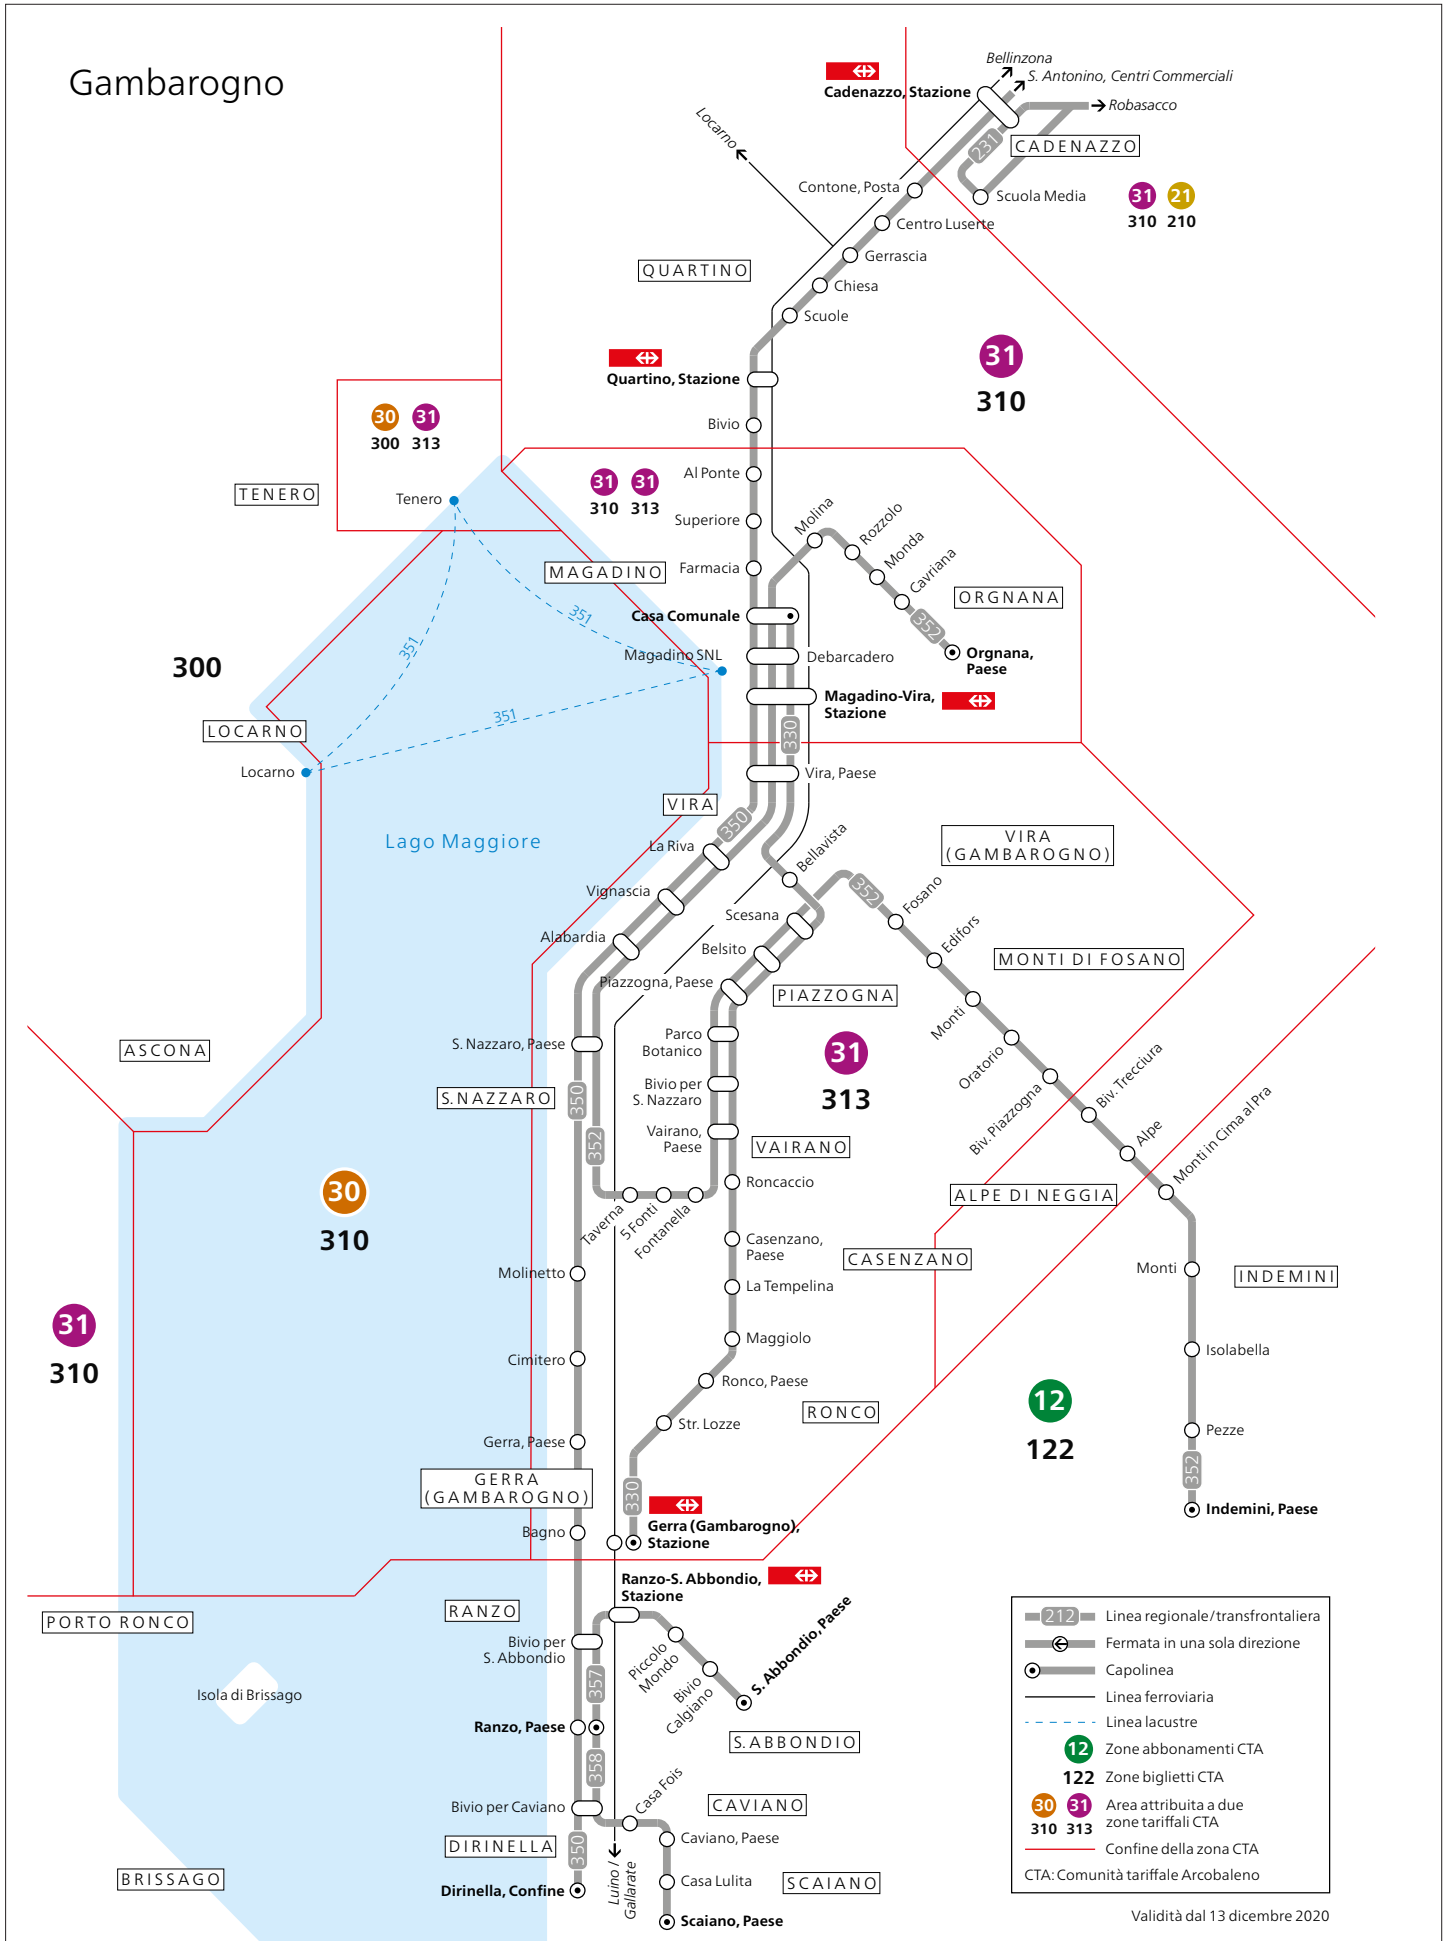 Gambarogno
Bellinzona
S. Antonino, Centri Commerciali
Cadenazzo, Stazione
Robasacco
Locarno
231
CADENAZZO
Contone, Posta
Scuola Media
31 21
310 210
Centro Luserte
Gerrascia
QUARTINO
Chiesa
Scuole
31
310
Quartino, Stazione
30 31
300 313
Bivio
Al Ponte
31 31
310 313
TENERO
Tenero
Superiore
Molina
Rozzolo
Monda
Cavriana
MAGADINO
Farmacia
ORGNANA
Casa Comunale
351
352
351
Magadino SNL
Debarcadero
Orgnana,
Paese
300
Magadino-Vira,
Stazione
351
LOCARNO
330
Locarno
Vira, Paese
VIRA
350
Lago Maggiore
La Riva
Bellavista
VIRA
(GAMBAROGNO)
Vignascia
352
Fosano
Scesana
Edifors
Alabardia
Belsito
MONTI DI FOSANO
Piazzogna, Paese
PIAZZOGNA
Monti
ASCONA
S. Nazzaro, Paese
Parco
Botanico
Oratorio
31
313
S.NAZZARO
350
Bivio per
S. Nazzaro
Biv. Piazzogna
Biv. Trecciura
352
Vairano,
Paese
VAIRANO
Alpe
Monti in Cima al Pra
30
310
Roncaccio
ALPE DI NEGGIA
Taverna
5 Fonti
Fontanella
Casenzano,
Paese
CASENZANO
Molinetto
La Tempelina
Monti
INDEMINI
31
310
Maggiolo
Cimitero
Isolabella
Ronco, Paese
12
122
RONCO
Str. Lozze
Gerra, Paese
Pezze
GERRA
(GAMBAROGNO)
330
352
Bagno
Gerra (Gambarogno),
Stazione
Indemini, Paese
Ranzo-S. Abbondio,
Stazione
PORTO RONCO
RANZO
Bivio per
S. Abbondio
Piccolo
Mondo
Bivio
Calgiano
S. Abbondio, Paese
Isola di Brissago
357
Ranzo, Paese
S.ABBONDIO
358
Casa Fois
Bivio per Caviano
CAVIANO
DIRINELLA
350
Caviano, Paese
BRISSAGO
Luino /
Gallarate
Casa Lulita
SCAIANO
Dirinella, Confine
Scaiano, Paese
212 Linea regionale/transfrontaliera
Fermata in una sola direzione
Capolinea
Linea ferroviaria
Linea lacustre
12 Zone abbonamenti CTA
122 Zone biglietti CTA
30 31 Area attribuita a due
310 313 zone tariffali CTA
Confine della zona CTA
CTA: Comunità tariffale Arcobaleno
Validità dal 13 dicembre 2020